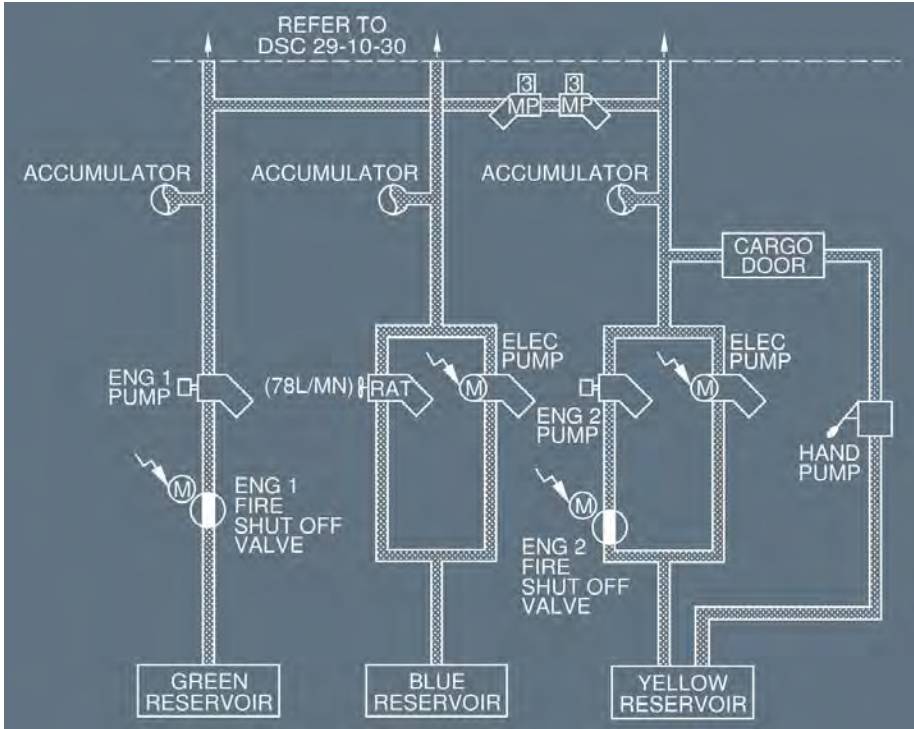 REFER TO
DSC 29-10-30
3
3
MP
MP
ACCUMULATOR
ACCUMULATOR
ACCUMULATOR
CARGO
DOOR
ENG 1
PUMP
(78L/MN)
RAT
M
ELEC
PUMP
ENG 2
PUMP
M
ELEC
PUMP
HAND
PUMP
M
ENG 1
FIRE
SHUT OFF
VALVE
M
ENG 2
FIRE
SHUT OFF
VALVE
GREEN
RESERVOIR
BLUE
RESERVOIR
YELLOW
RESERVOIR